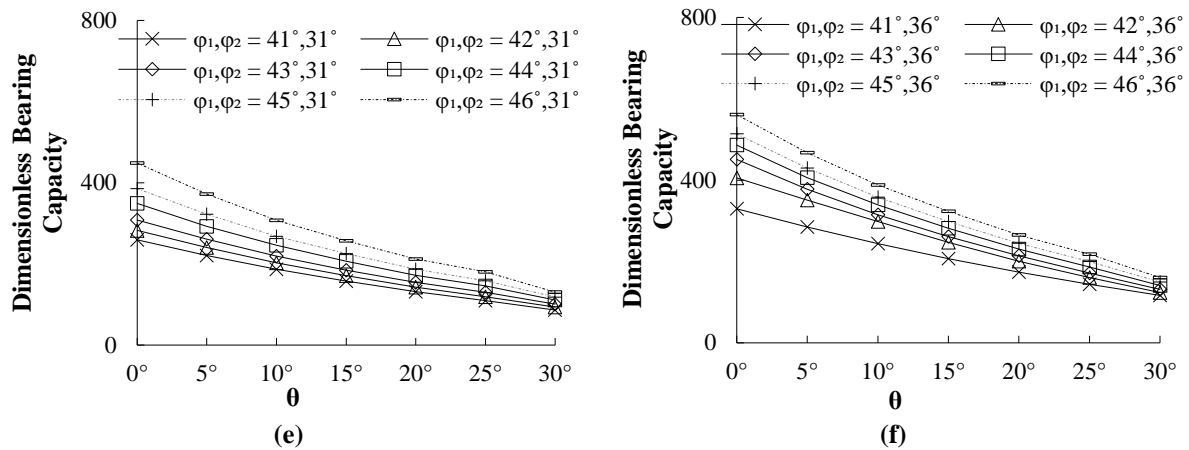 Dimensionless Bearing
Capacity
800
400
0
φ₁,φ₂ = 41˚,31˚
φ₁,φ₂ = 42˚,31˚
φ₁,φ₂ = 43˚,31˚
φ₁,φ₂ = 44˚,31˚
φ₁,φ₂ = 45˚,31˚
φ₁,φ₂ = 46˚,31˚
0° 5° 10° 15° 20° 25° 30°
θ
(e)
Dimensionless Bearing
Capacity
800
400
0
φ₁,φ₂ = 41˚,36˚
φ₁,φ₂ = 42˚,36˚
φ₁,φ₂ = 43˚,36˚
φ₁,φ₂ = 44˚,36˚
φ₁,φ₂ = 45˚,36˚
φ₁,φ₂ = 46˚,36˚
0° 5° 10° 15° 20° 25° 30°
θ
(f)